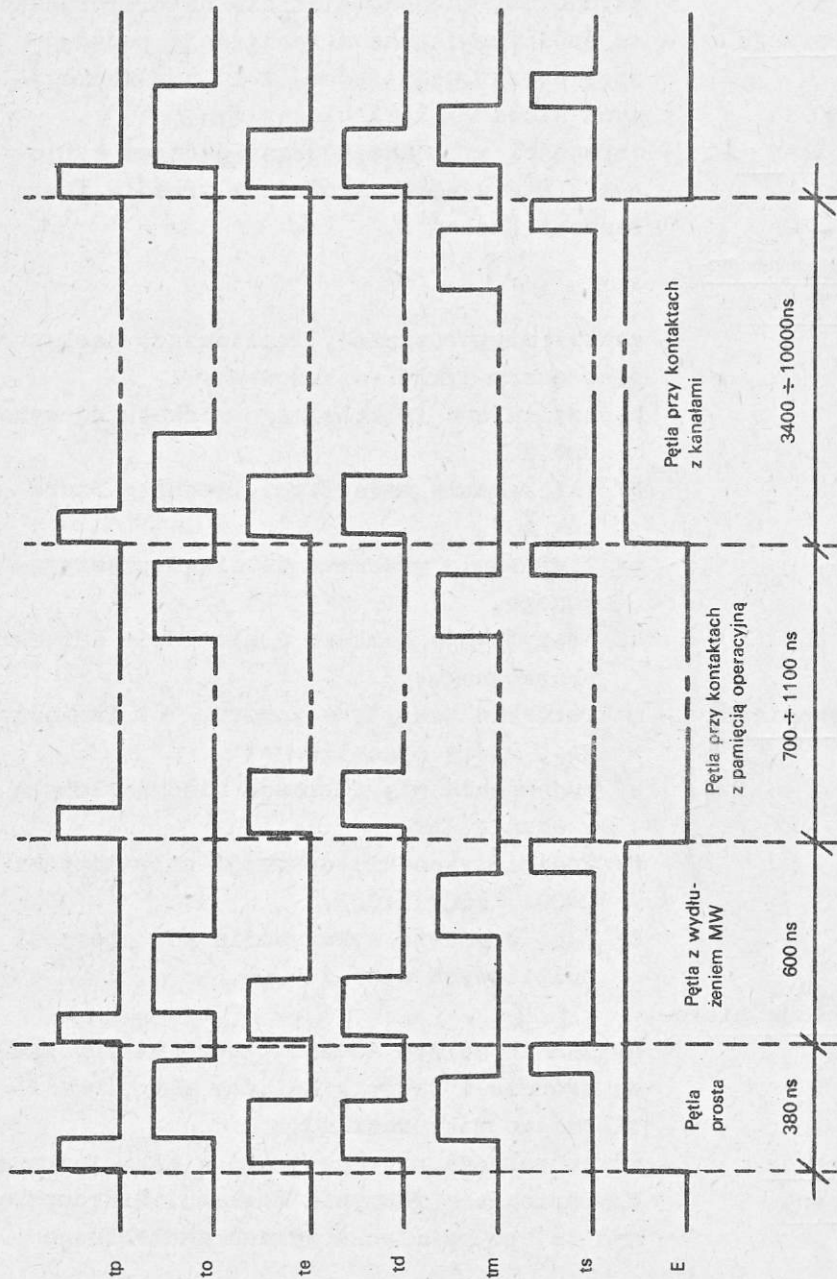 tp
to
te
td
tm
ts
E
Pętla
prosta
380 ns
Pętla z wydłu-
żeniem MW
600 ns
Pętla przy kontaktach
z pamięcią operacyjną
700 ÷ 1100 ns
Pętla przy kontaktach
z kánałami
3400 ÷ 10000ns